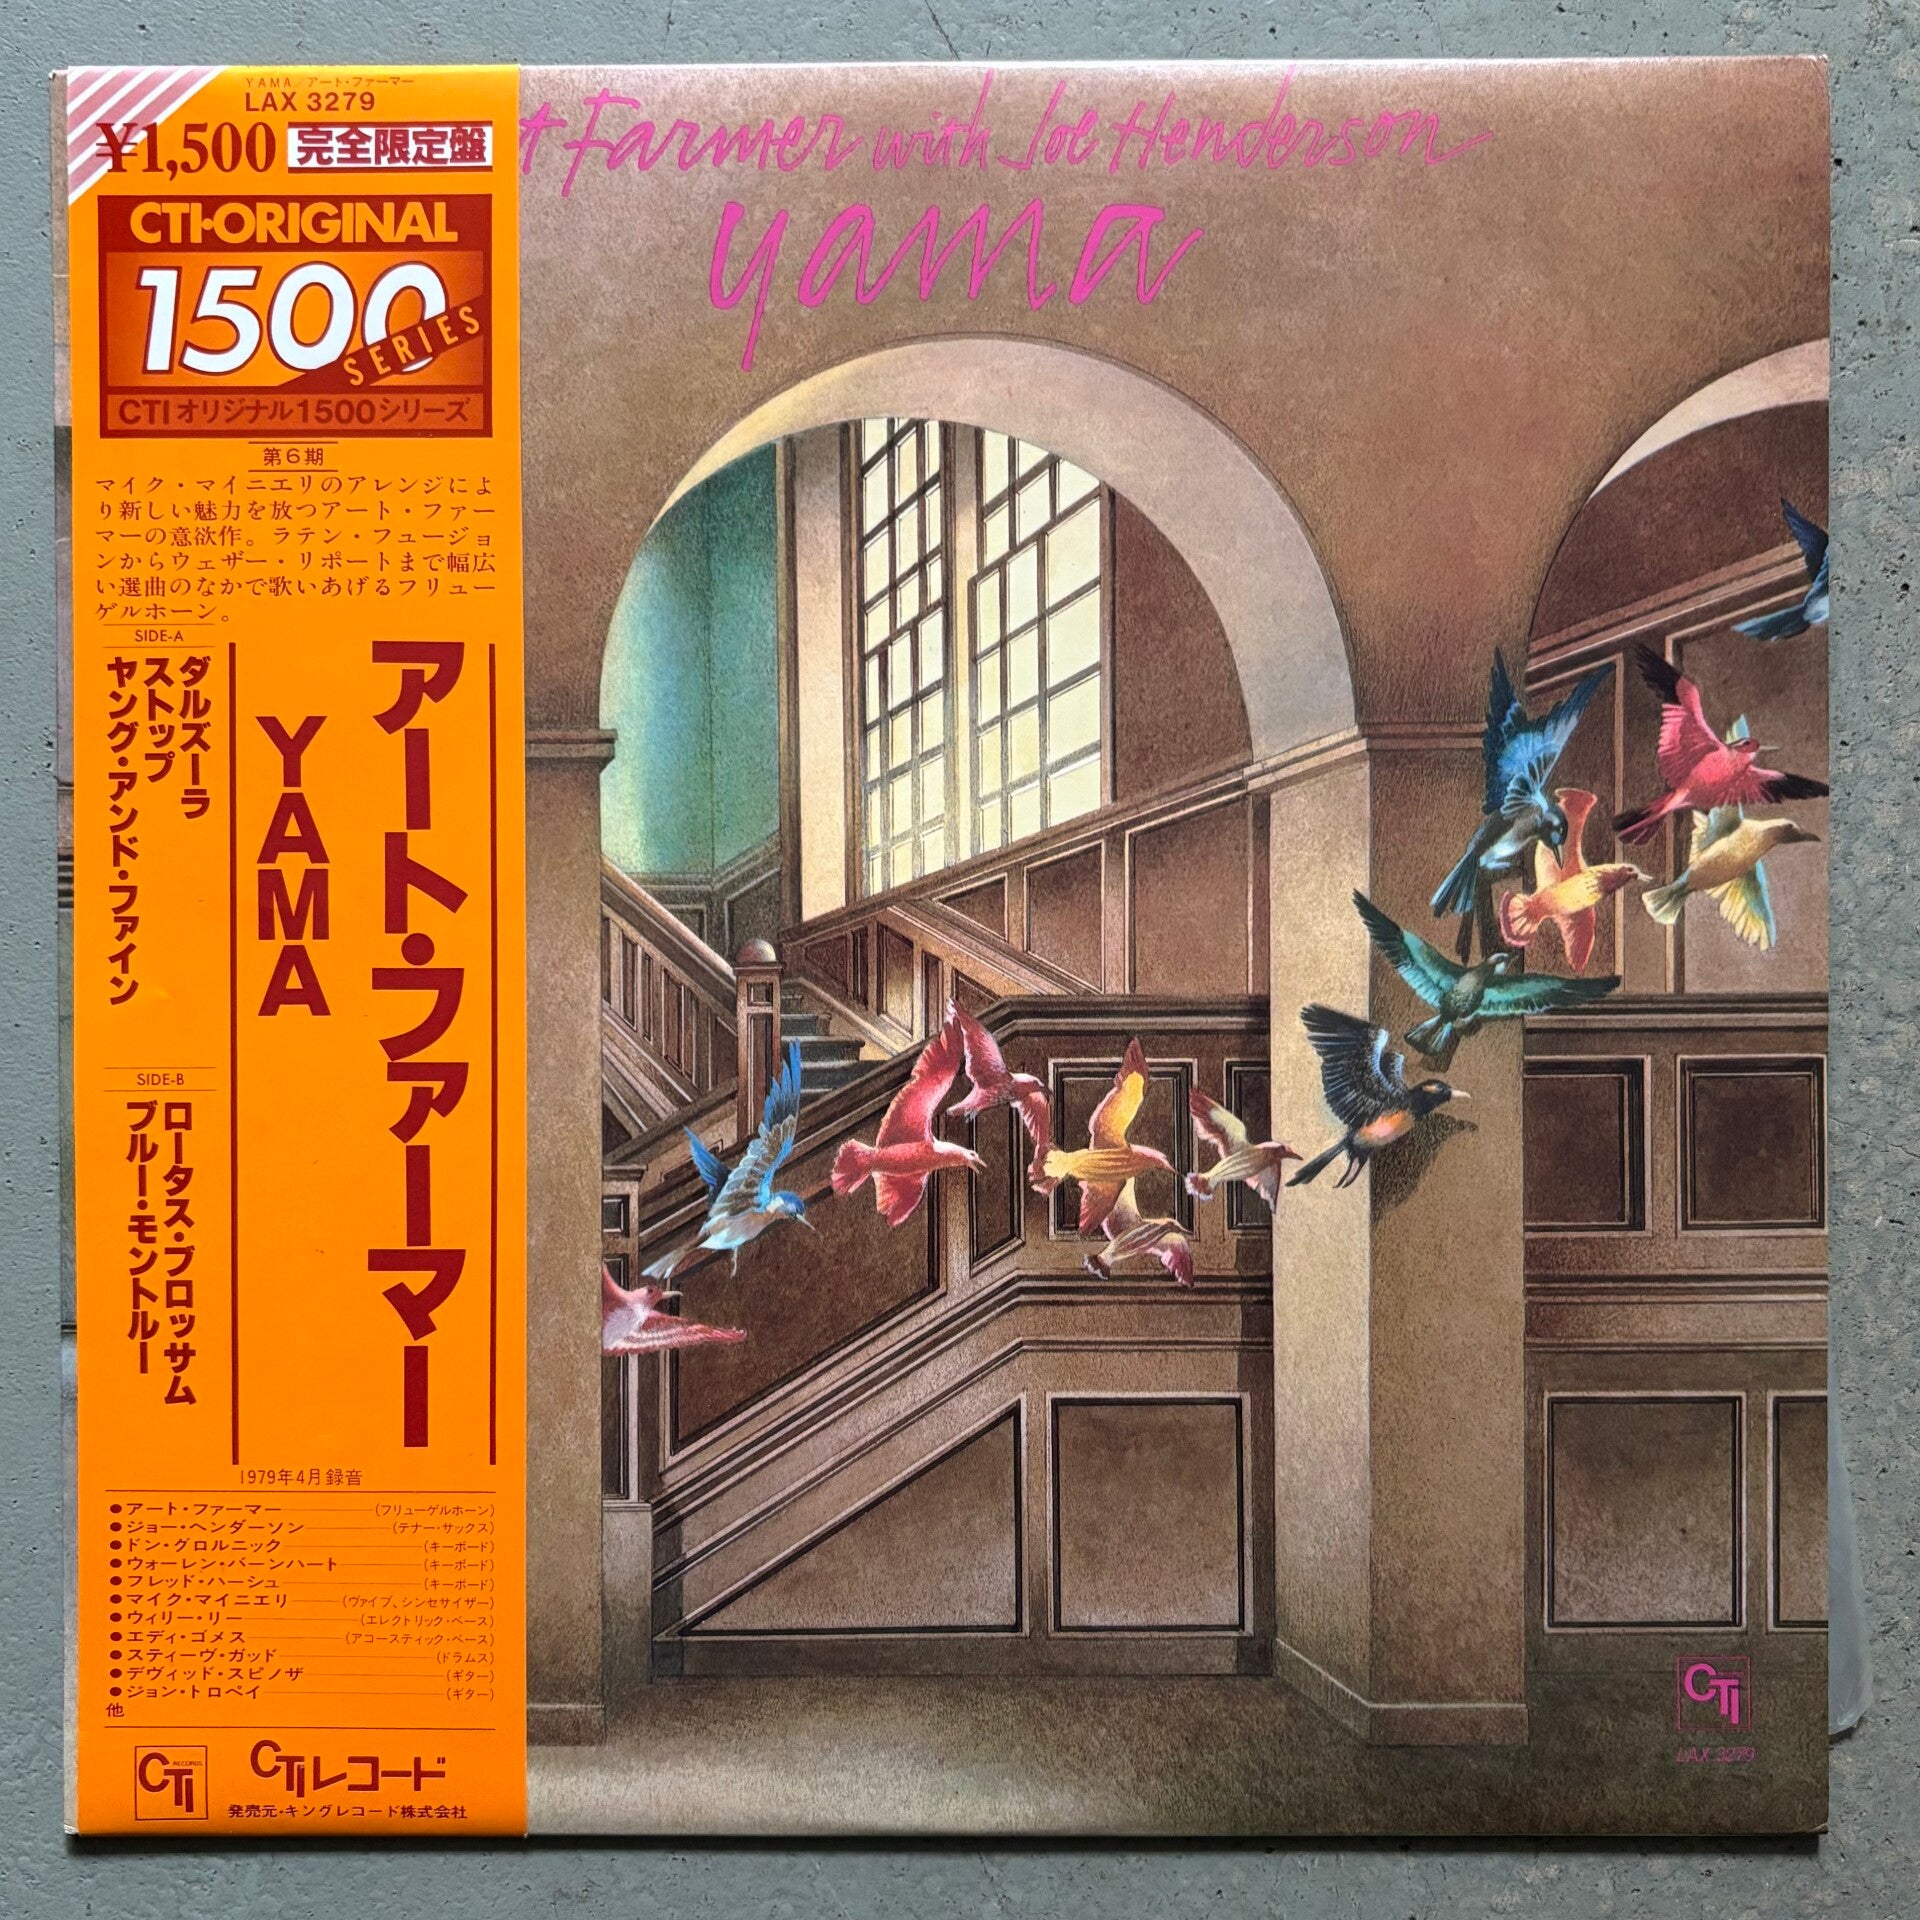 YAMA/アート・ファーマー
LAX 3279
¥1,500 完全限定盤
CTI・ORIGINAL
1500
SERIES
CTIオリジナル1500シリーズ
第6期
マイク・マイニエリのアレンジによ
り新しい魅力を放つアート・ファー
マーの意欲作。ラテン・フュージョ
ンからウェザー・リポートまで幅広
い選曲のなかで歌いあげるフリュー
ゲルホーン。
アート・ファーマー
YAMA
SIDE-A
ダルズーラ
ストップ
ヤング・アンド・ファイン
SIDE-B
ロータス・ブロッサム
ブルー・モントルー
1979年4月録音
●アート・ファーマー (フリューゲルホーン)
●ジョー・ヘンダーソン (テナー・サックス)
●ドン・グロルニック (キーボード)
●ウォーレン・バーンハート (キーボード)
●フレッド・ハーシュ (キーボード)
●マイク・マイニエリ (ヴァイブ、シンセサイザー)
●ウィリー・リー (エレクトリック・ベース)
●エディ・ゴメス (アコースティック・ベース)
●スティーヴ・ガッド (ドラムス)
●デヴィッド・スピノザ (ギター)
●ジョン・トロペイ (ギター)
他
CTI RECORDS
CTIレコード
発売元・キングレコード株式会社
t Farmer with Joe Henderson
yama
CTI
LAX 3279